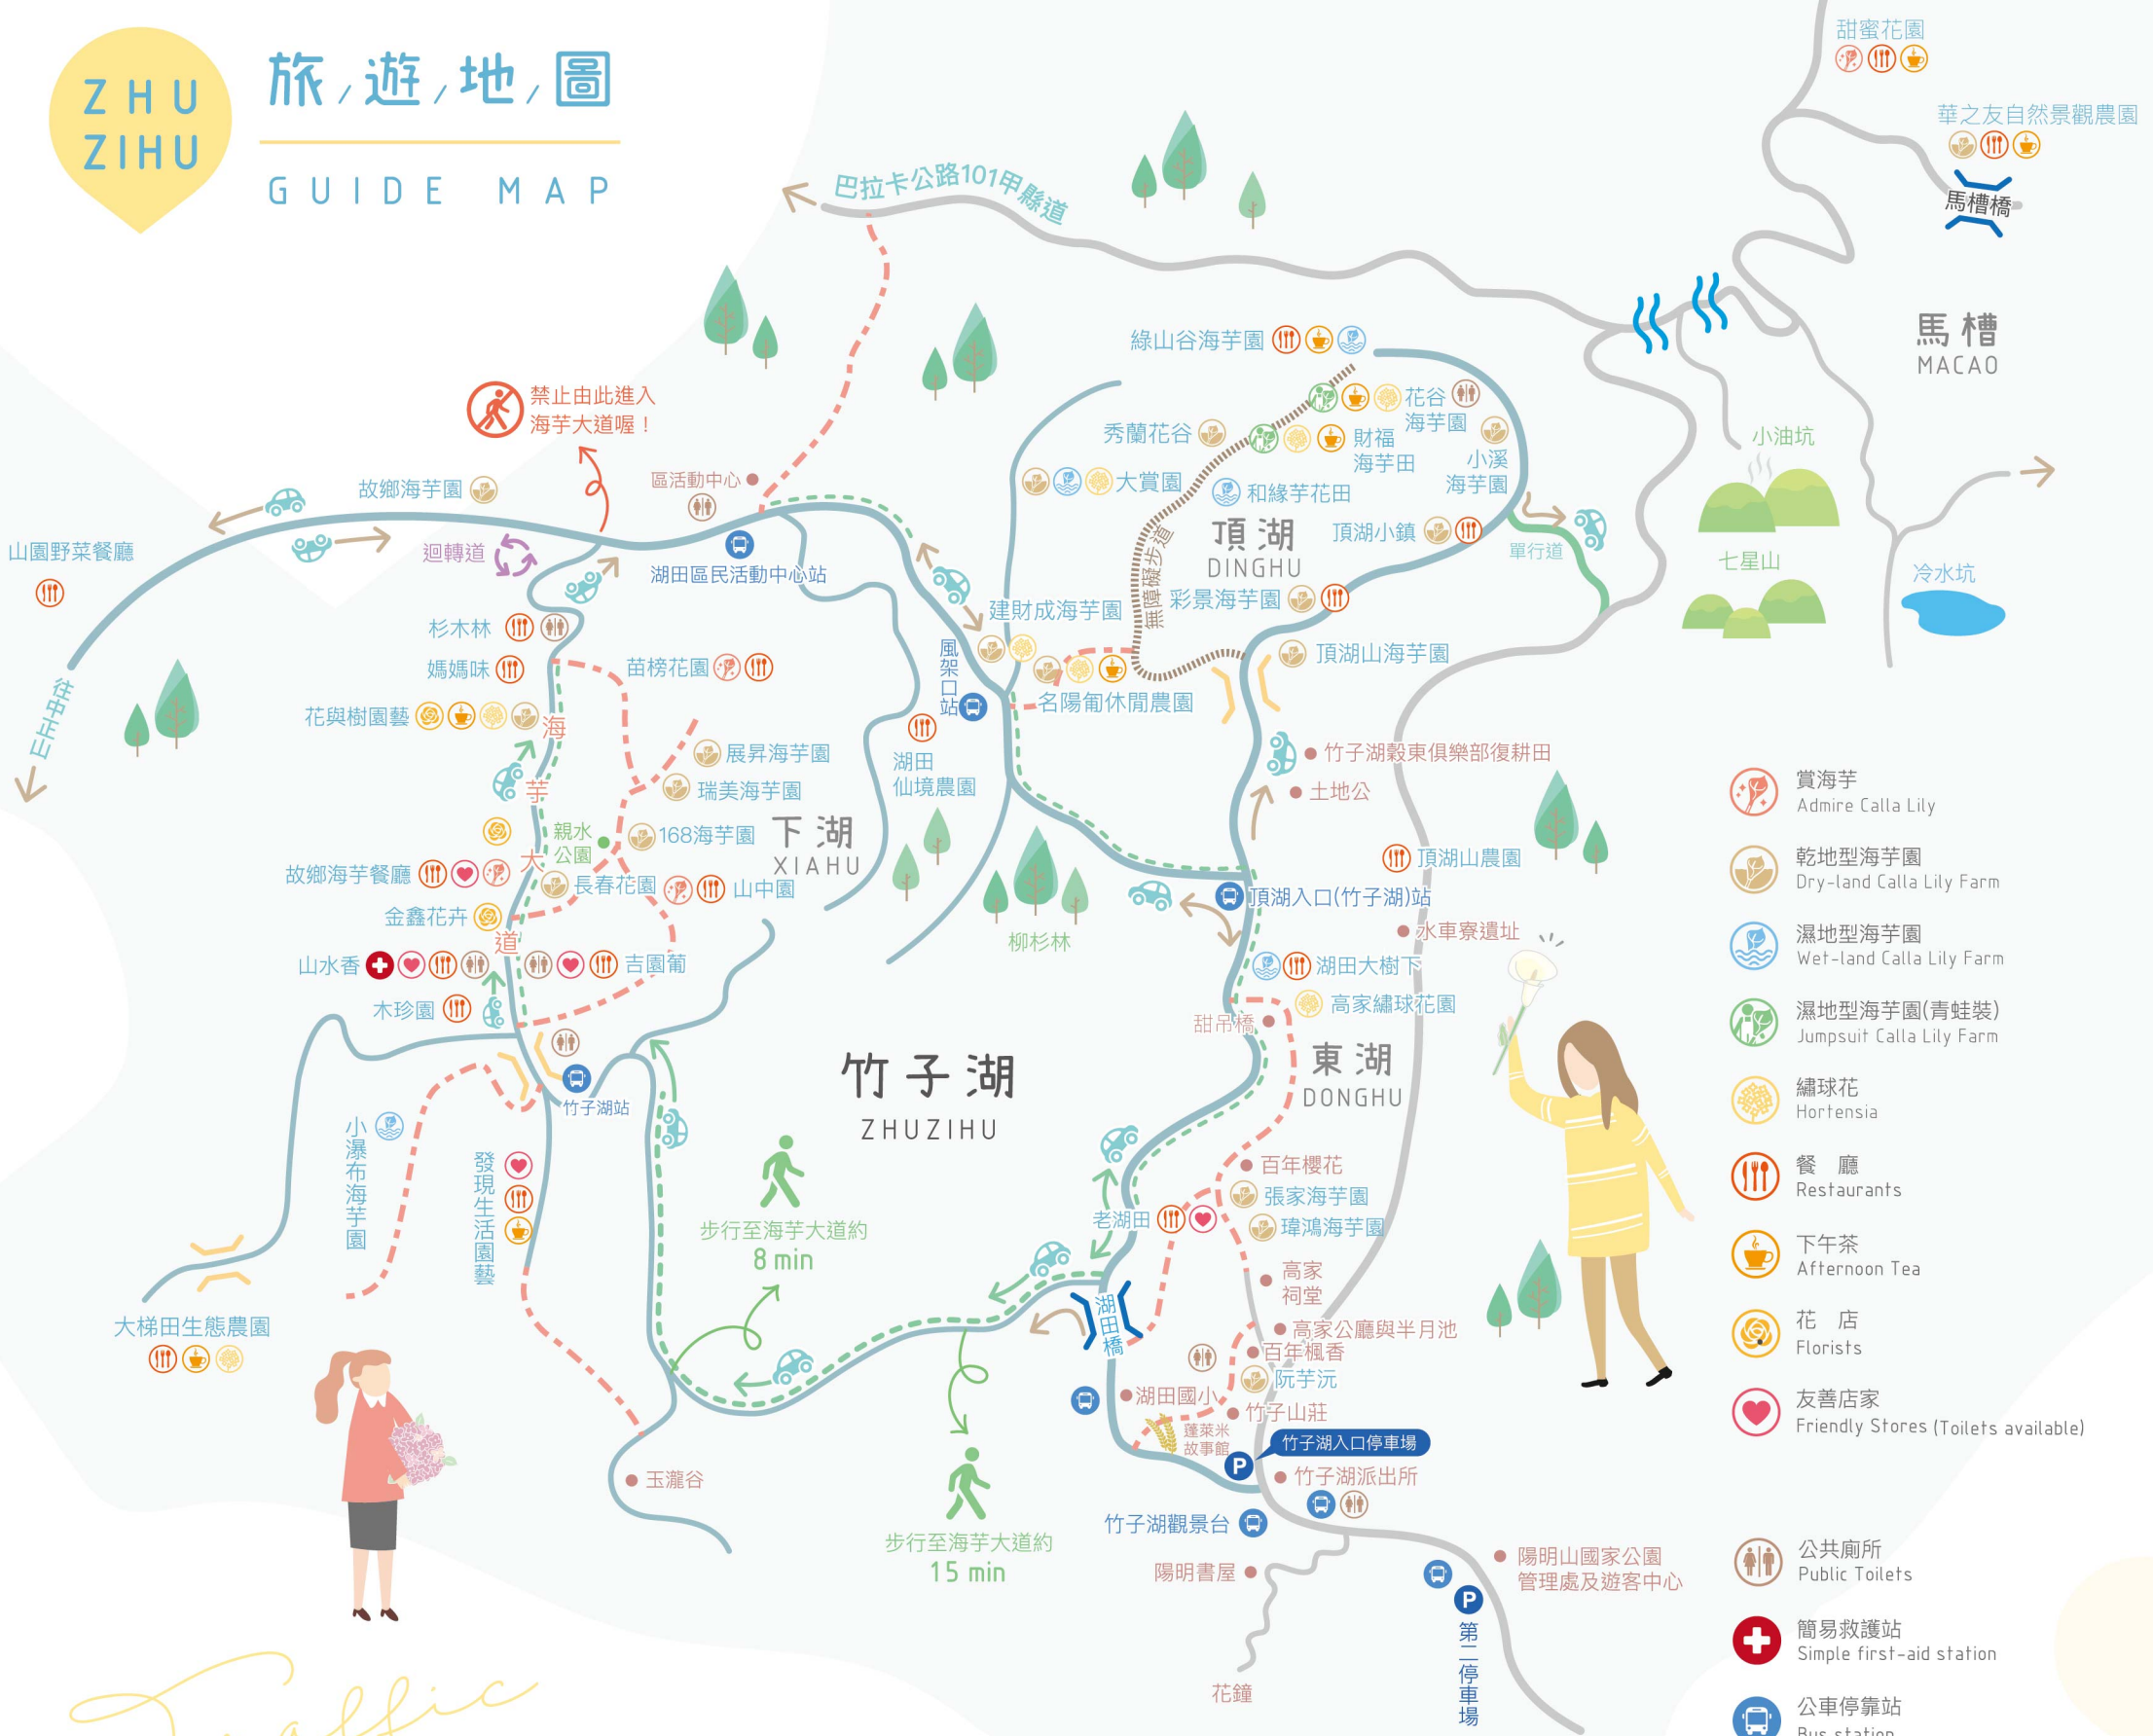 ZHU
ZIHU
旅遊地圖
GUIDE MAP
甜蜜花園
華之友自然景觀農園
馬槽橋
巴拉卡公路101甲縣道
馬槽
MACAO
綠山谷海芋園
禁止由此進入
海芋大道喔！
花谷
海芋園
秀蘭花谷
財福
海芋田
小溪
海芋園
小油坑
區活動中心
故鄉海芋園
大賞園
和緣芋花田
頂湖
DINGHU
頂湖小鎮
單行道
七星山
冷水坑
山園野菜餐廳
迴轉道
湖田區民活動中心站
無障礙步道
彩景海芋園
建財成海芋園
杉木林
媽媽味
苗榜花園
風架口站
頂湖山海芋園
名陽匍休閒農園
往中正山
花與樹園藝
海芋大道
展昇海芋園
湖田
仙境農園
竹子湖穀東俱樂部復耕田
瑞美海芋園
土地公
賞海芋
Admire Calla Lily
親水
公園
168海芋園
下湖
XIAHU
頂湖山農園
乾地型海芋園
Dry-land Calla Lily Farm
故鄉海芋餐廳
長春花園
山中園
頂湖入口(竹子湖)站
金鑫花卉
柳杉林
水車寮遺址
濕地型海芋園
Wet-land Calla Lily Farm
山水香
吉園葡
湖田大樹下
木珍園
高家繡球花園
甜吊橋
濕地型海芋園(青蛙裝)
Jumpsuit Calla Lily Farm
竹子湖
ZHUZIHU
東湖
DONGHU
竹子湖站
繡球花
Hortensia
小瀑布海芋園
發現生活園藝
百年櫻花
張家海芋園
餐 廳
Restaurants
老湖田
瑋鴻海芋園
步行至海芋大道約
8 min
高家
祠堂
下午茶
Afternoon Tea
湖田橋
大梯田生態農園
高家公廳與半月池
百年楓香
花 店
Florists
阮芋沅
湖田國小
竹子山莊
友善店家
Friendly Stores (Toilets available)
蓬萊米
故事館
P
竹子湖入口停車場
玉瀧谷
竹子湖派出所
竹子湖觀景台
步行至海芋大道約
15 min
陽明書屋
陽明山國家公園
管理處及遊客中心
公共廁所
Public Toilets
P
第二停車場
簡易救護站
Simple first-aid station
花鐘
公車停靠站
Bus station
Traffic